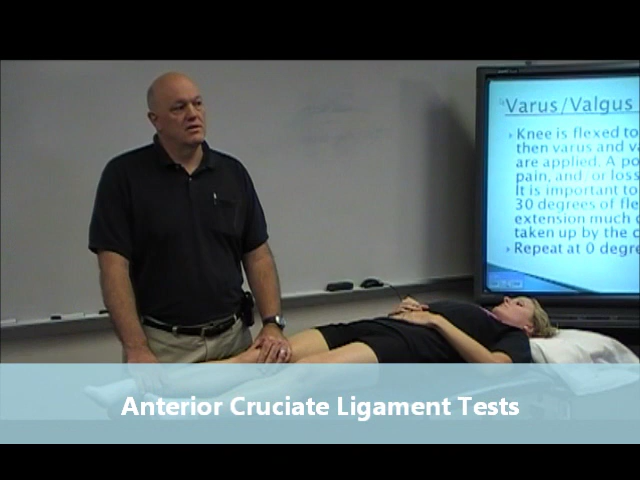 Varus/Valgus
Knee is flexed to
then varus and va
are applied. A po
pain, and/or loss
It is important to
30 degrees of fle
extension much o
taken up by the c
Repeat at 0 degre
Anterior Cruciate Ligament Tests